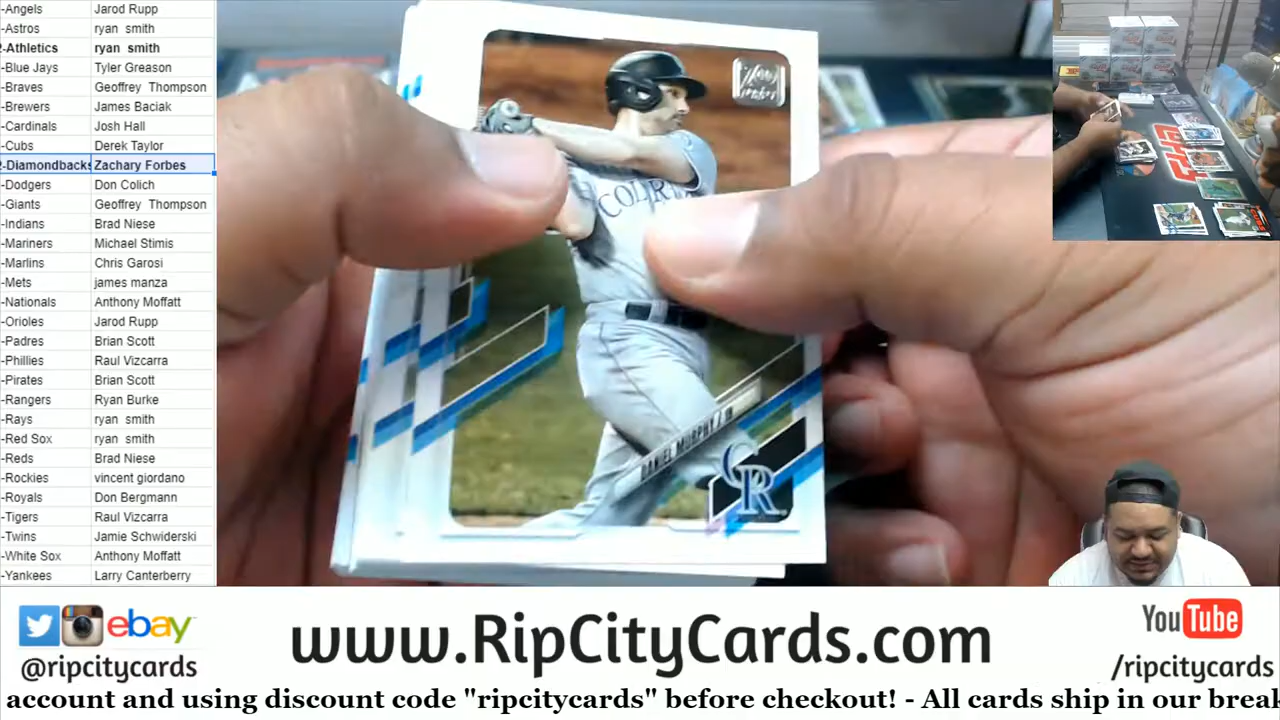 -Angels Jarod Rupp
-Astros ryan smith
2-Athletics ryan smith
-Blue Jays Tyler Greason
-Braves Geoffrey Thompson
-Brewers James Baciak
-Cardinals Josh Hall
-Cubs Derek Taylor
2-Diamondbacks Zachary Forbes
-Dodgers Don Colich
-Giants Geoffrey Thompson
-Indians Brad Niese
-Mariners Michael Stimis
-Marlins Chris Garosi
-Mets james manza
-Nationals Anthony Moffatt
-Orioles Jarod Rupp
-Padres Brian Scott
-Phillies Raul Vizcarra
-Pirates Brian Scott
-Rangers Ryan Burke
-Rays ryan smith
-Red Sox ryan smith
-Reds Brad Niese
-Rockies vincent giordano
-Royals Don Bergmann
-Tigers Raul Vizcarra
-Twins Jamie Schwiderski
-White Sox Anthony Moffatt
-Yankees Larry Canterberry
COLOR
DANIEL MURPHY / 1B
CR
ebay
@ripcitycards
www.RipCityCards.com
YouTube
/ripcitycards
account and using discount code "ripcitycards" before checkout! - All cards ship in our break